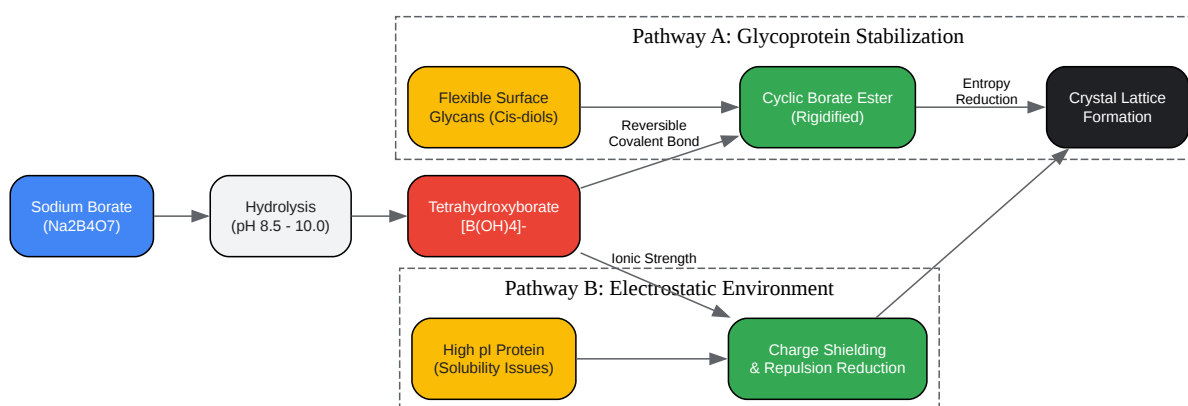 Pathway A: Glycoprotein Stabilization
Flexible Surface
Glycans (Cis-diols)
Reversible
Covalent Bond
Cyclic Borate Ester
(Rigidified)
Entropy
Reduction
Crystal Lattice
Formation
Sodium Borate
(Na2B4O7)
Hydrolysis
(pH 8.5 - 10.0)
Tetrahydroxyborate
[B(OH)4]-
Ionic Strength
Pathway B: Electrostatic Environment
High pI Protein
(Solubility Issues)
Charge Shielding
& Repulsion Reduction